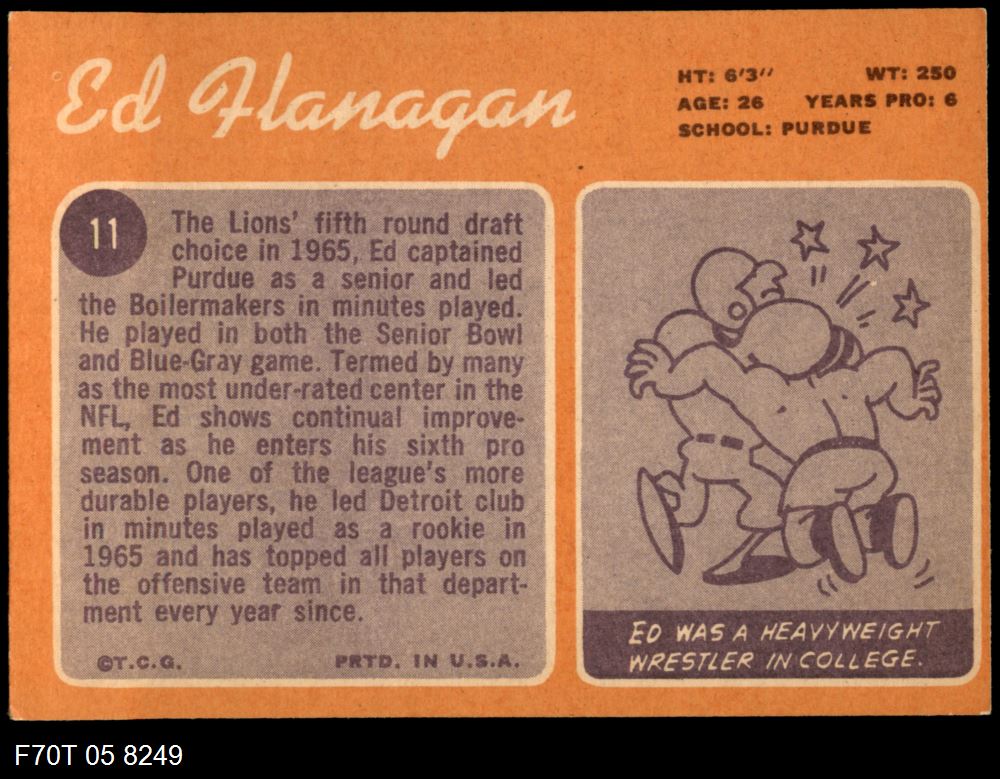 Ed Flanagan
HT: 6'3" WT: 250
AGE: 26 YEARS PRO: 6
SCHOOL: PURDUE
11
The Lions' fifth round draft
choice in 1965, Ed captained
Purdue as a senior and led
the Boilermakers in minutes played.
He played in both the Senior Bowl
and Blue-Gray game. Termed by many
as the most under-rated center in the
NFL, Ed shows continual improve-
ment as he enters his sixth pro
season. One of the league's more
durable players, he led Detroit club
in minutes played as a rookie in
1965 and has topped all players on
the offensive team in that depart-
ment every year since.
©T.C.G. PRTD. IN U.S.A.
ED WAS A HEAVYWEIGHT
WRESTLER IN COLLEGE.
F70T 05 8249